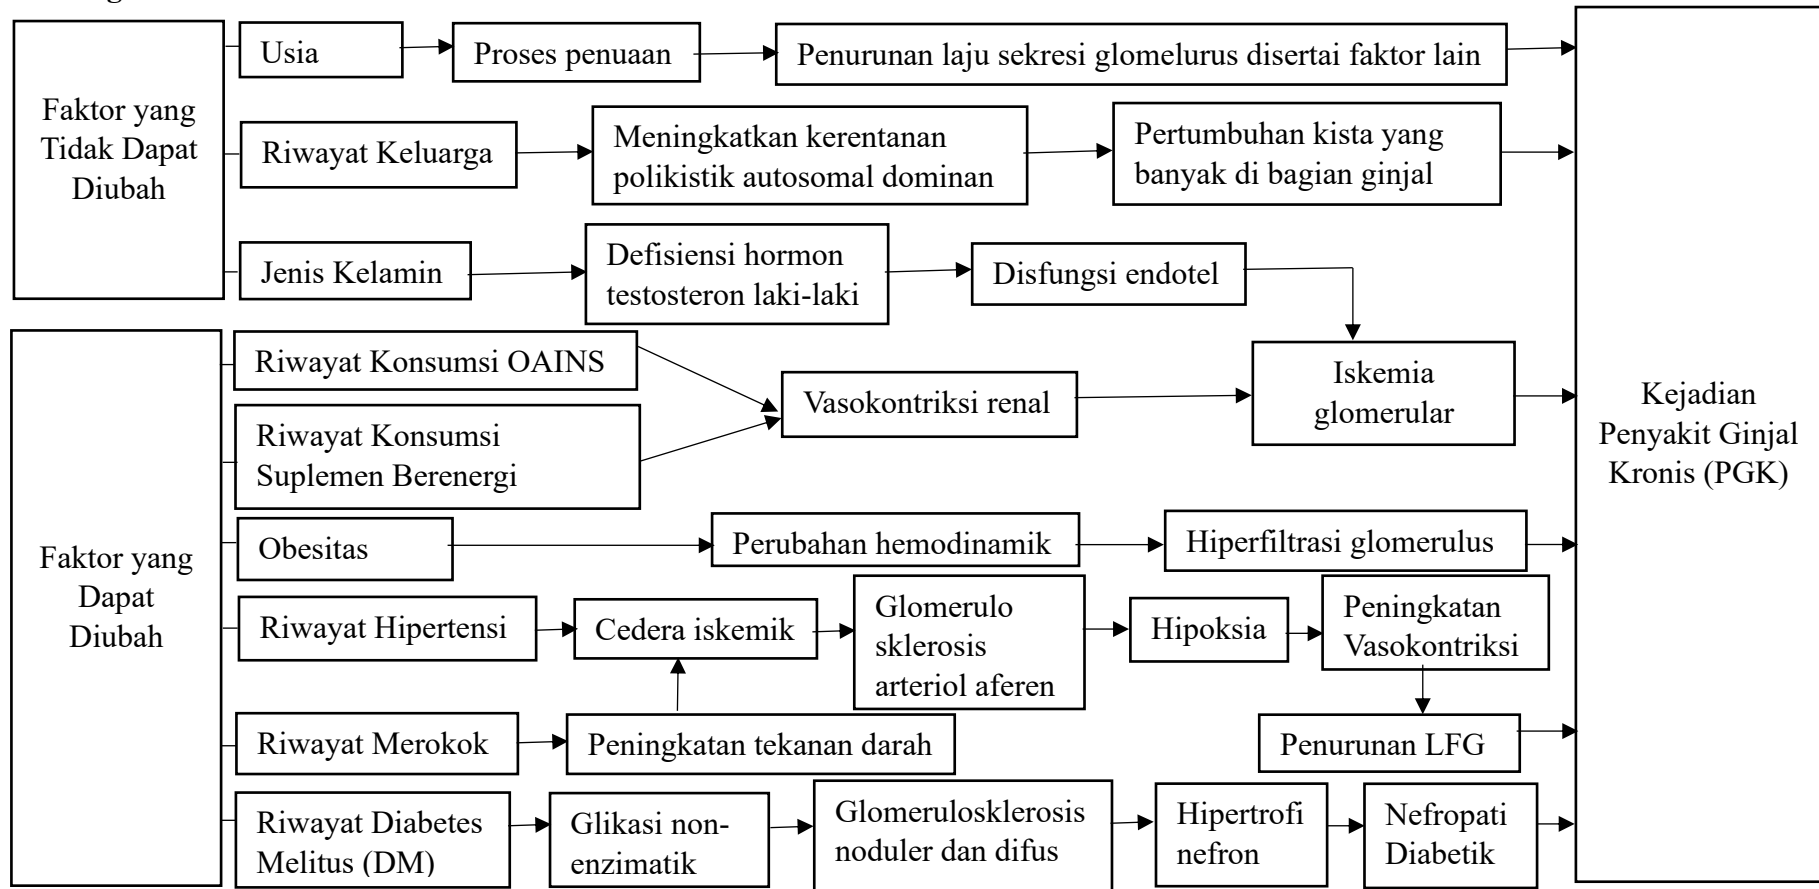 Faktor yang
Tidak Dapat
Diubah
Usia
Proses penuaan
Penurunan laju sekresi glomelurus disertai faktor lain
Riwayat Keluarga
Meningkatkan kerentanan
polikistik autosomal dominan
Pertumbuhan kista yang
banyak di bagian ginjal
Jenis Kelamin
Defisiensi hormon
testosteron laki-laki
Disfungsi endotel
Faktor yang
Dapat
Diubah
Riwayat Konsumsi OAINS
Riwayat Konsumsi
Suplemen Berenergi
Vasokontriksi renal
Iskemia
glomerular
Obesitas
Perubahan hemodinamik
Hiperfiltrasi glomerulus
Riwayat Hipertensi
Cedera iskemik
Glomerulo
sklerosis
arteriol aferen
Hipoksia
Peningkatan
Vasokontriksi
Riwayat Merokok
Peningkatan tekanan darah
Penurunan LFG
Riwayat Diabetes
Melitus (DM)
Glikasi non-
enzimatik
Glomerulosklerosis
noduler dan difus
Hipertrofi
nefron
Nefropati
Diabetik
Kejadian
Penyakit Ginjal
Kronis (PGK)